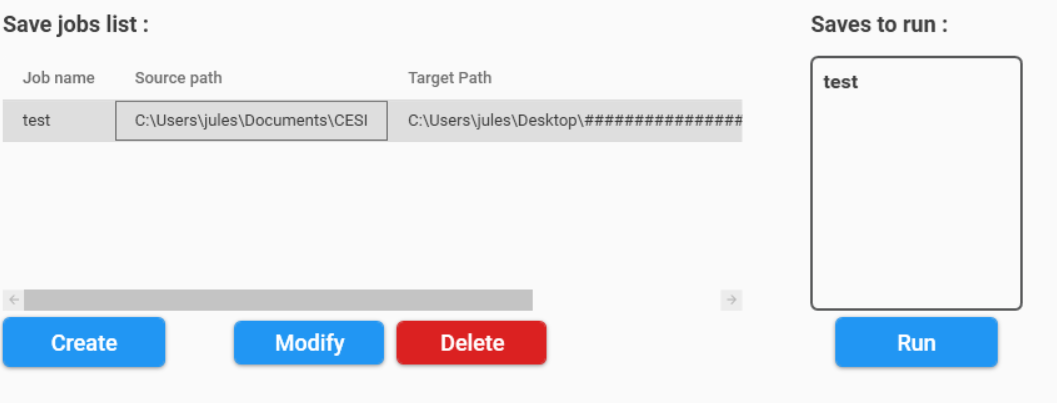 Save jobs list :
Saves to run :
Job name Source path Target Path
test C:\Users\jules\Documents\CESI C:\Users\jules\Desktop\################
test
Create Modify Delete Run